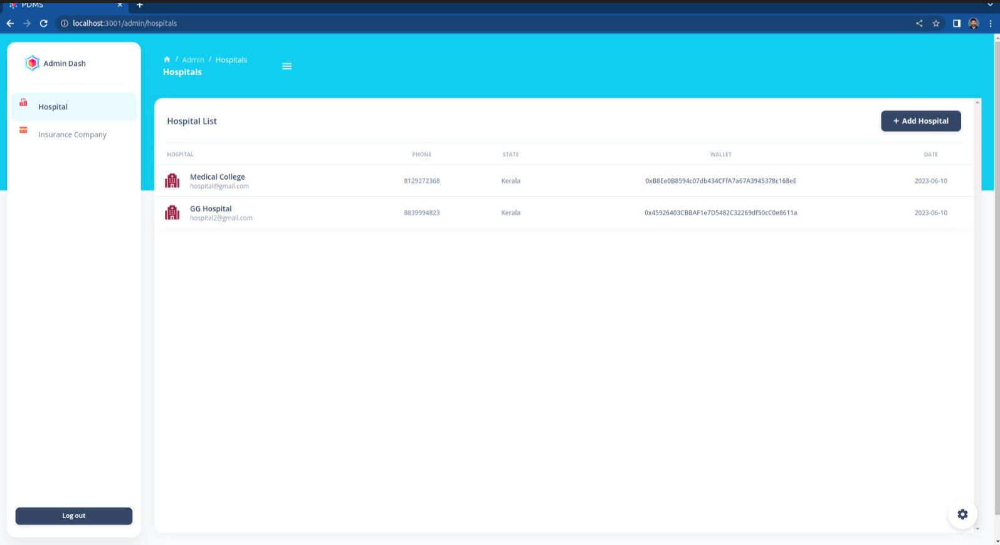 PDMS
localhost:3001/admin/hospitals
Admin Dash
/ Admin / Hospitals
Hospitals
Hospital
Insurance Company
Hospital List
+ Add Hospital
HOSPITAL PHONE STATE WALLET DATE
Medical College
hospital@gmail.com
8129272368 Kerala 0xB8Ee0B8594c07db434CFfA7a67A3945378c168eE 2023-06-10
GG Hospital
hospital2@gmail.com
8839994823 Kerala 0x45926403CBBAF1e7D5482C32269df50cC0e8611a 2023-06-10
Log out